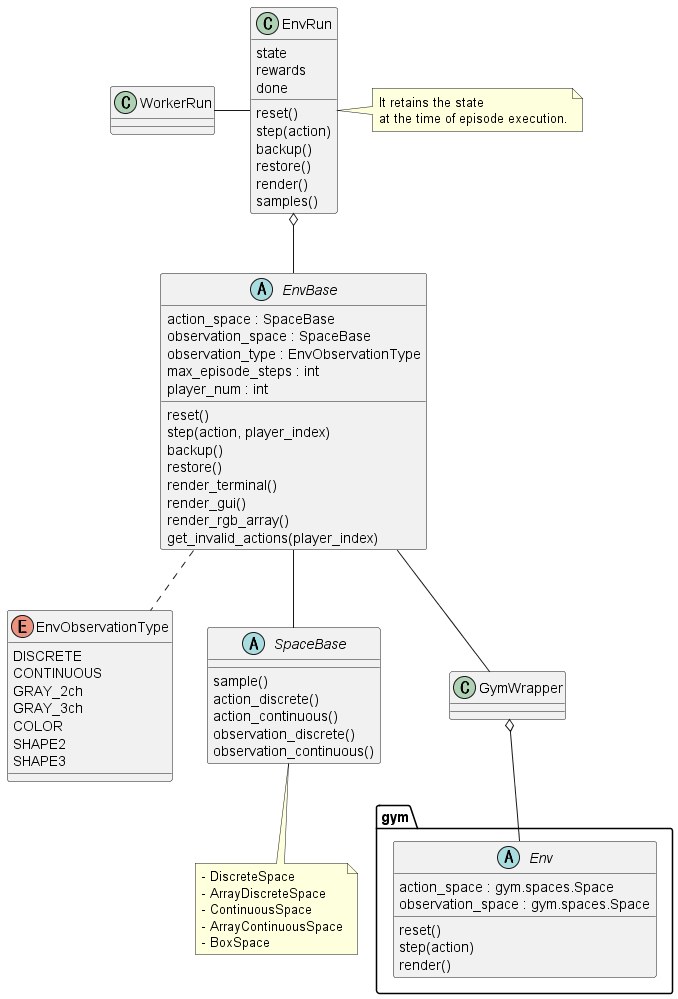 C EnvRun
state
rewards
done
reset()
step(action)
backup()
restore()
render()
samples()
C WorkerRun
It retains the state
at the time of episode execution.
A EnvBase
action_space : SpaceBase
observation_space : SpaceBase
observation_type : EnvObservationType
max_episode_steps : int
player_num : int
reset()
step(action, player_index)
backup()
restore()
render_terminal()
render_gui()
render_rgb_array()
get_invalid_actions(player_index)
E EnvObservationType
DISCRETE
CONTINUOUS
GRAY_2ch
GRAY_3ch
COLOR
SHAPE2
SHAPE3
A SpaceBase
sample()
action_discrete()
action_continuous()
observation_discrete()
observation_continuous()
C GymWrapper
- DiscreteSpace
- ArrayDiscreteSpace
- ContinuousSpace
- ArrayContinuousSpace
- BoxSpace
gym
A Env
action_space : gym.spaces.Space
observation_space : gym.spaces.Space
reset()
step(action)
render()